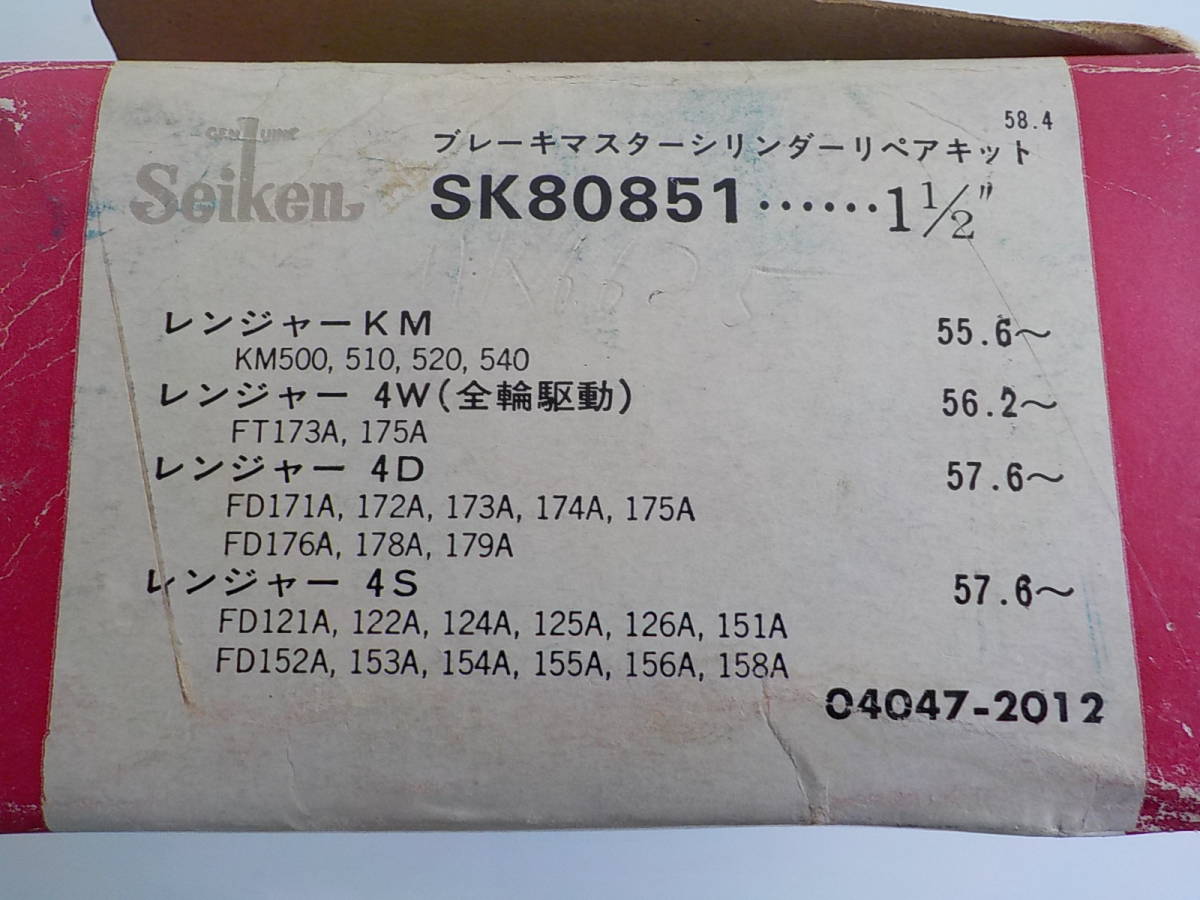 58.4
GENUINE
Seiken
ブレーキマスターシリンダーリペアキット
SK80851······1 1/2"
レンジャーKM 55.6～
KM500, 510, 520, 540
レンジャー 4W(全輪駆動) 56.2～
FT173A, 175A
レンジャー 4D 57.6～
FD171A, 172A, 173A, 174A, 175A
FD176A, 178A, 179A
レンジャー 4S 57.6～
FD121A, 122A, 124A, 125A, 126A, 151A
FD152A, 153A, 154A, 155A, 156A, 158A
04047-2012